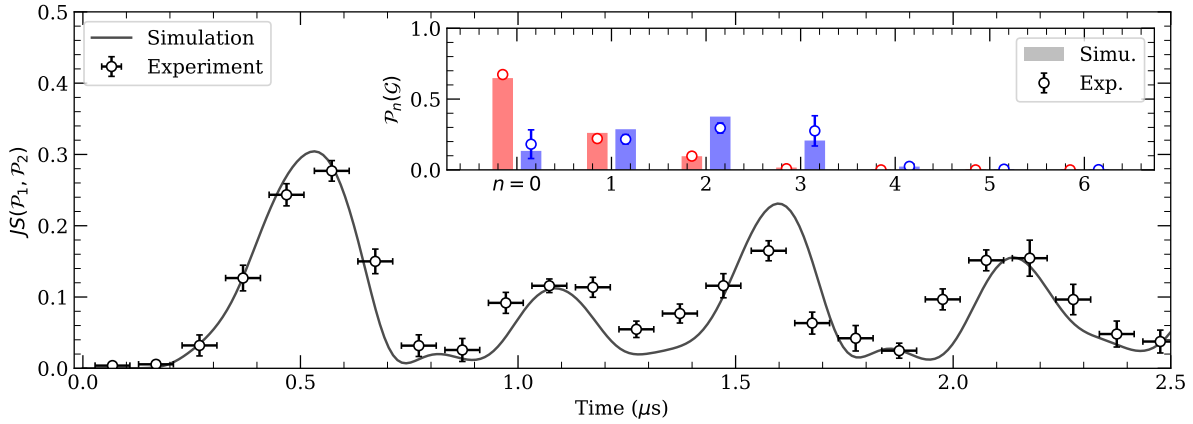 0.5
0.4
0.3
0.2
0.1
0.0
JS(𝒫₁, 𝒫₂)
Simulation
Experiment
1.0
0.5
0.0
𝒫ₙ(𝒢)
Simu.
Exp.
n = 0 1 2 3 4 5 6
0.0 0.5 1.0 1.5 2.0 2.5
Time (μs)